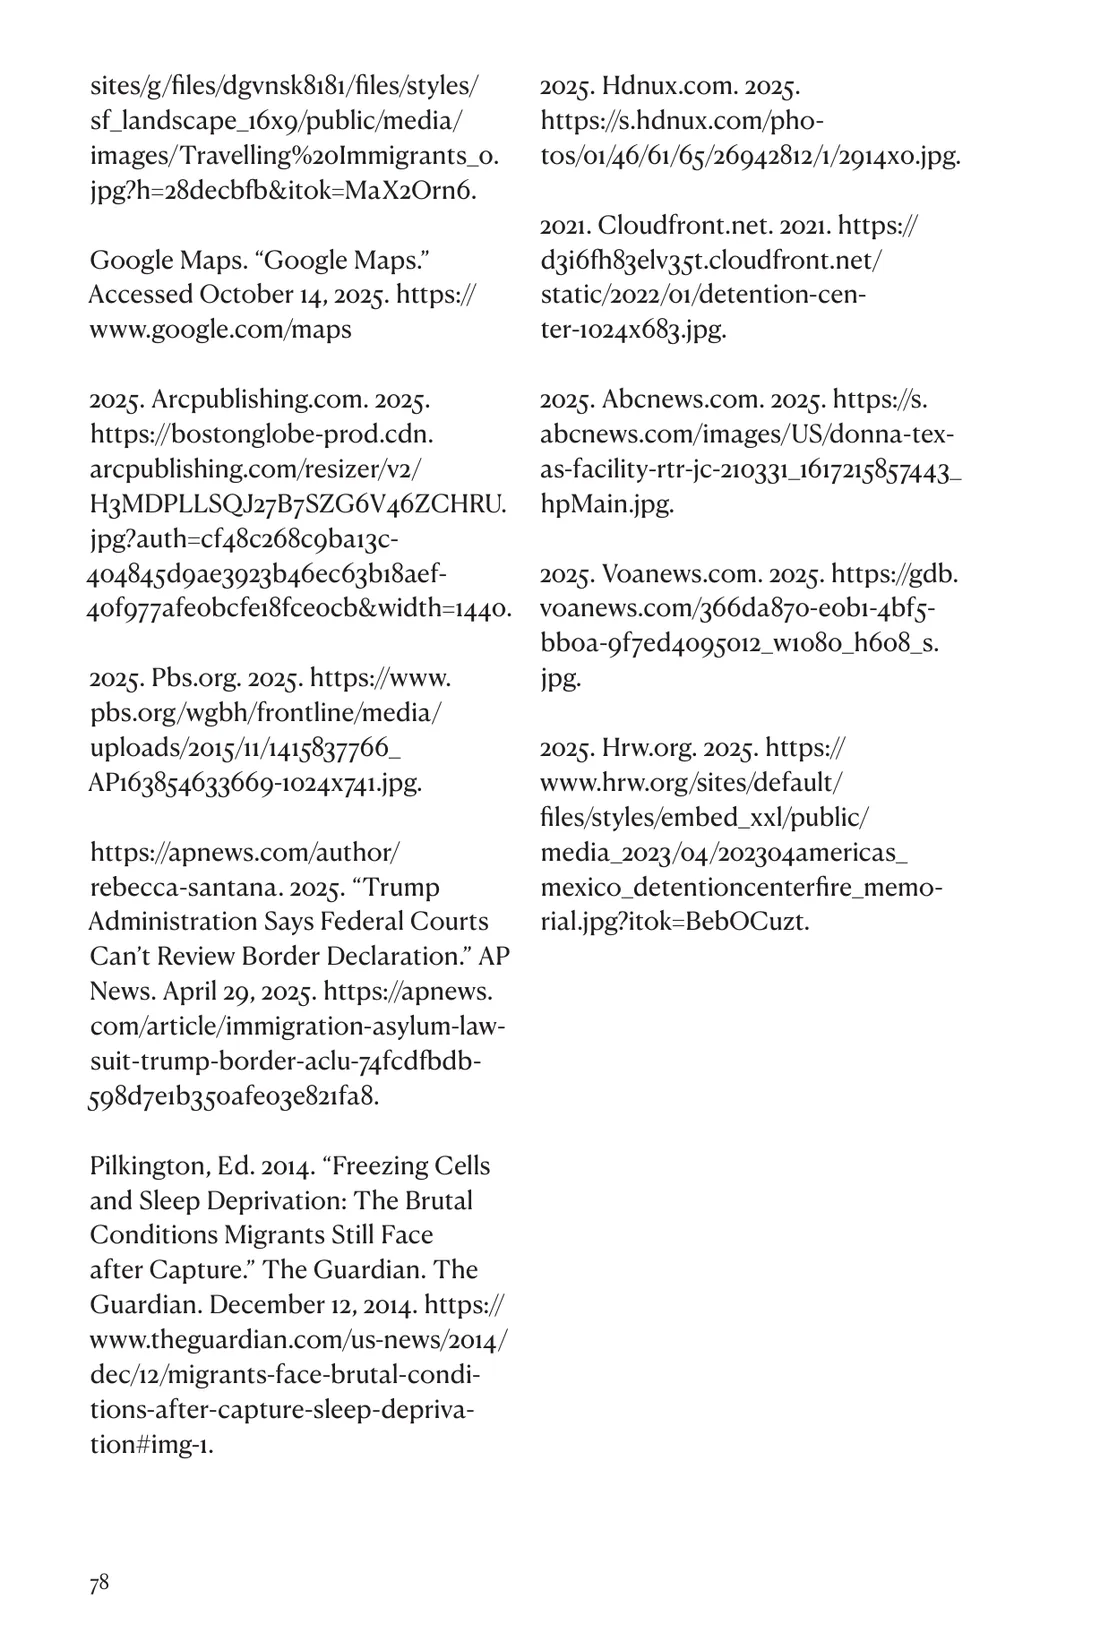 sites/g/files/dgvnsk8181/files/styles/
sf_landscape_16x9/public/media/
images/Travelling%20Immigrants_0.
jpg?h=28decbfb&itok=MaX2Orn6.
Google Maps. “Google Maps.”
Accessed October 14, 2025. https://
www.google.com/maps
2025. Arcpublishing.com. 2025.
https://bostonglobe-prod.cdn.
arcpublishing.com/resizer/v2/
H3MDPLLSQJ27B7SZG6V46ZCHRU.
jpg?auth=cf48c268c9ba13c-
404845d9ae3923b46ec63b18aef-
40f977afe0bcfe18fce0cb&width=1440.
2025. Pbs.org. 2025. https://www.
pbs.org/wgbh/frontline/media/
uploads/2015/11/1415837766_
AP163854633669-1024x741.jpg.
https://apnews.com/author/
rebecca-santana. 2025. “Trump
Administration Says Federal Courts
Can’t Review Border Declaration.” AP
News. April 29, 2025. https://apnews.
com/article/immigration-asylum-law-
suit-trump-border-aclu-74fcdfbdb-
598d7e1b350afe03e821fa8.
Pilkington, Ed. 2014. “Freezing Cells
and Sleep Deprivation: The Brutal
Conditions Migrants Still Face
after Capture.” The Guardian. The
Guardian. December 12, 2014. https://
www.theguardian.com/us-news/2014/
dec/12/migrants-face-brutal-condi-
tions-after-capture-sleep-depriva-
tion#img-1.
2025. Hdnux.com. 2025.
https://s.hdnux.com/pho-
tos/01/46/61/65/26942812/1/2914x0.jpg.
2021. Cloudfront.net. 2021. https://
d3i6fh83elv35t.cloudfront.net/
static/2022/01/detention-cen-
ter-1024x683.jpg.
2025. Abcnews.com. 2025. https://s.
abcnews.com/images/US/donna-tex-
as-facility-rtr-jc-210331_1617215857443_
hpMain.jpg.
2025. Voanews.com. 2025. https://gdb.
voanews.com/366da870-e0b1-4bf5-
bb0a-9f7ed4095012_w1080_h608_s.
jpg.
2025. Hrw.org. 2025. https://
www.hrw.org/sites/default/
files/styles/embed_xxl/public/
media_2023/04/202304americas_
mexico_detentioncenterfire_memo-
rial.jpg?itok=BebOCuzt.
78